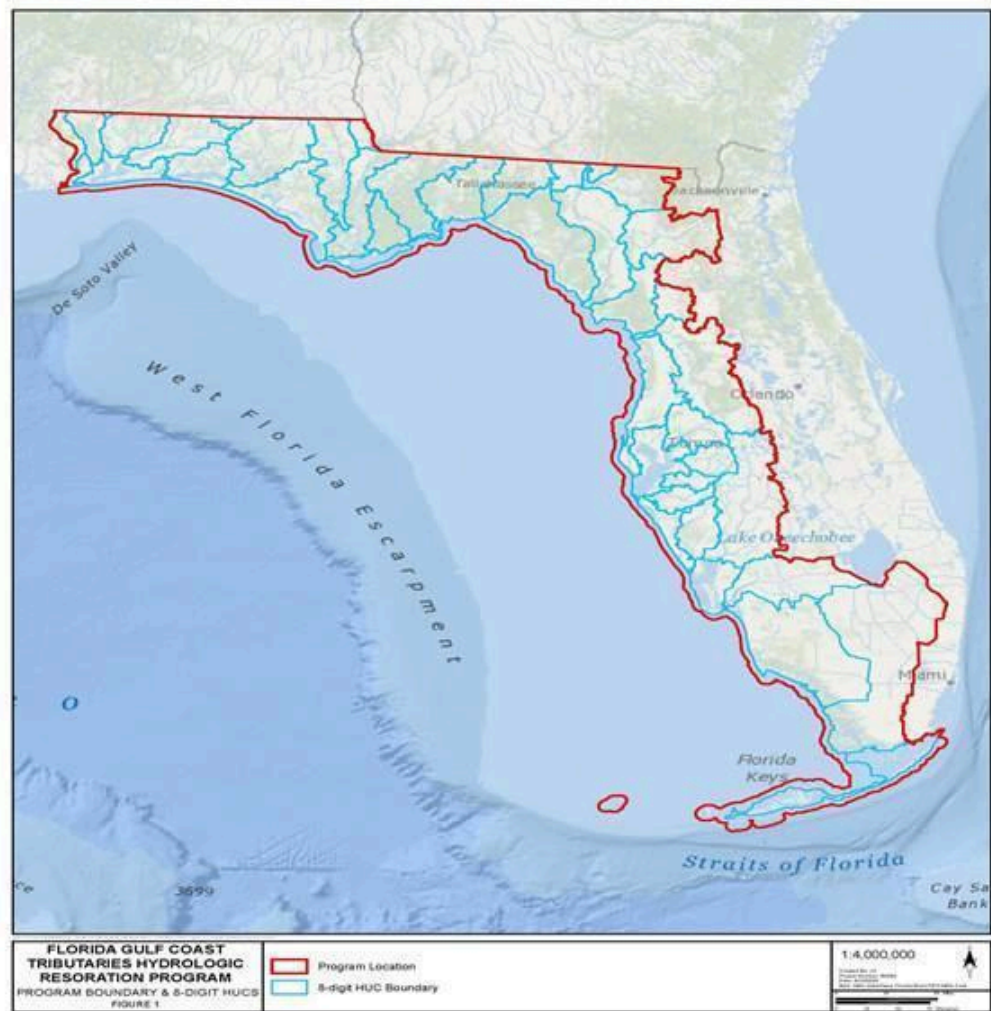 Tallahassee
Jacksonville
De Soto Valley
West Florida Escarpment
Orlando
Tampa
Lake Okeechobee
O
Miami
Florida
Keys
Straits of Florida
3699
Cay Sa
Bank
ce
FLORIDA GULF COAST
TRIBUTARIES HYDROLOGIC
RESORATION PROGRAM
PROGRAM BOUNDARY & 8-DIGIT HUCS
FIGURE 1
Program Location
8-digit HUC Boundary
1:4,000,000